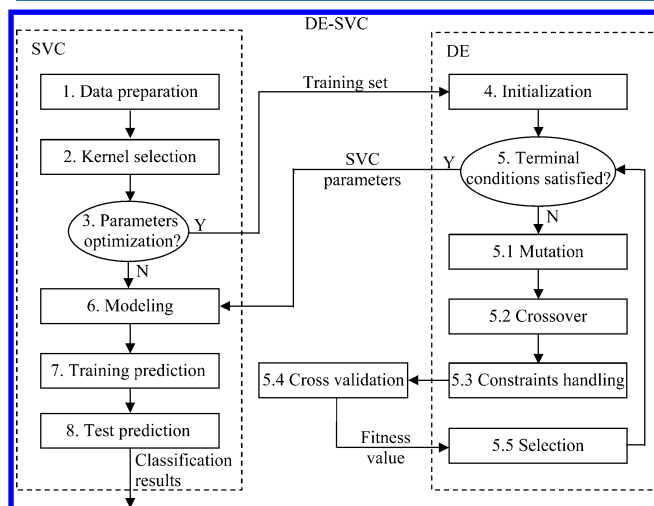 DE-SVC
SVC
DE
1. Data preparation
Training set
4. Initialization
2. Kernel selection
SVC
parameters
Y
5. Terminal
conditions satisfied?
3. Parameters
optimization?
Y
N
N
5.1 Mutation
6. Modeling
5.2 Crossover
7. Training prediction
5.4 Cross validation
5.3 Constraints handling
8. Test prediction
Fitness
value
5.5 Selection
Classification
results